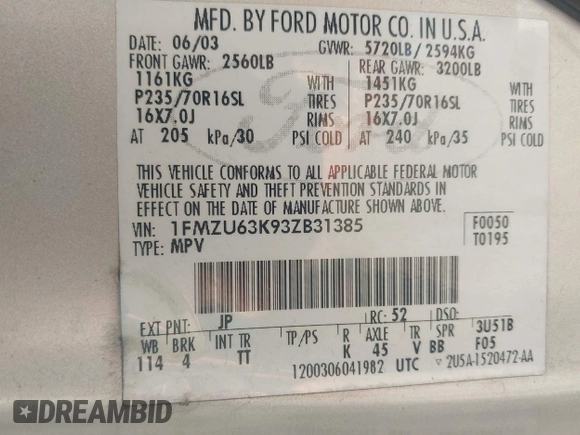 MFD. BY FORD MOTOR CO. IN U.S.A.
DATE: 06/03 GVWR: 5720LB/ 2594KG
FRONT GAWR: 2560LB REAR GAWR: 3200LB
1161KG 1451KG
P235/70R16SL TIRES P235/70R16SL
16X7.0J RIMS 16X7.0J TIRES
RIMS
AT 205 kPa/30 PSI COLD AT 240 kPa/35 PSI COLD
Ford
THIS VEHICLE CONFORMS TO ALL APPLICABLE FEDERAL MOTOR
VEHICLE SAFETY AND THEFT PREVENTION STANDARDS IN
EFFECT ON THE DATE OF MANUFACTURE SHOWN ABOVE.
VIN: 1FMZU63K93ZB31385 F0050
TYPE: MPV T0195
EXT PNT: JP RC: 52 DSO:
WB BRK INT TR TP/PS R AXLE TR SPR 3U51B
114 4 TT K 45 V BB F05
1200306041982 UTC ▽ 2U5A-1520472-AA
DREAMBID